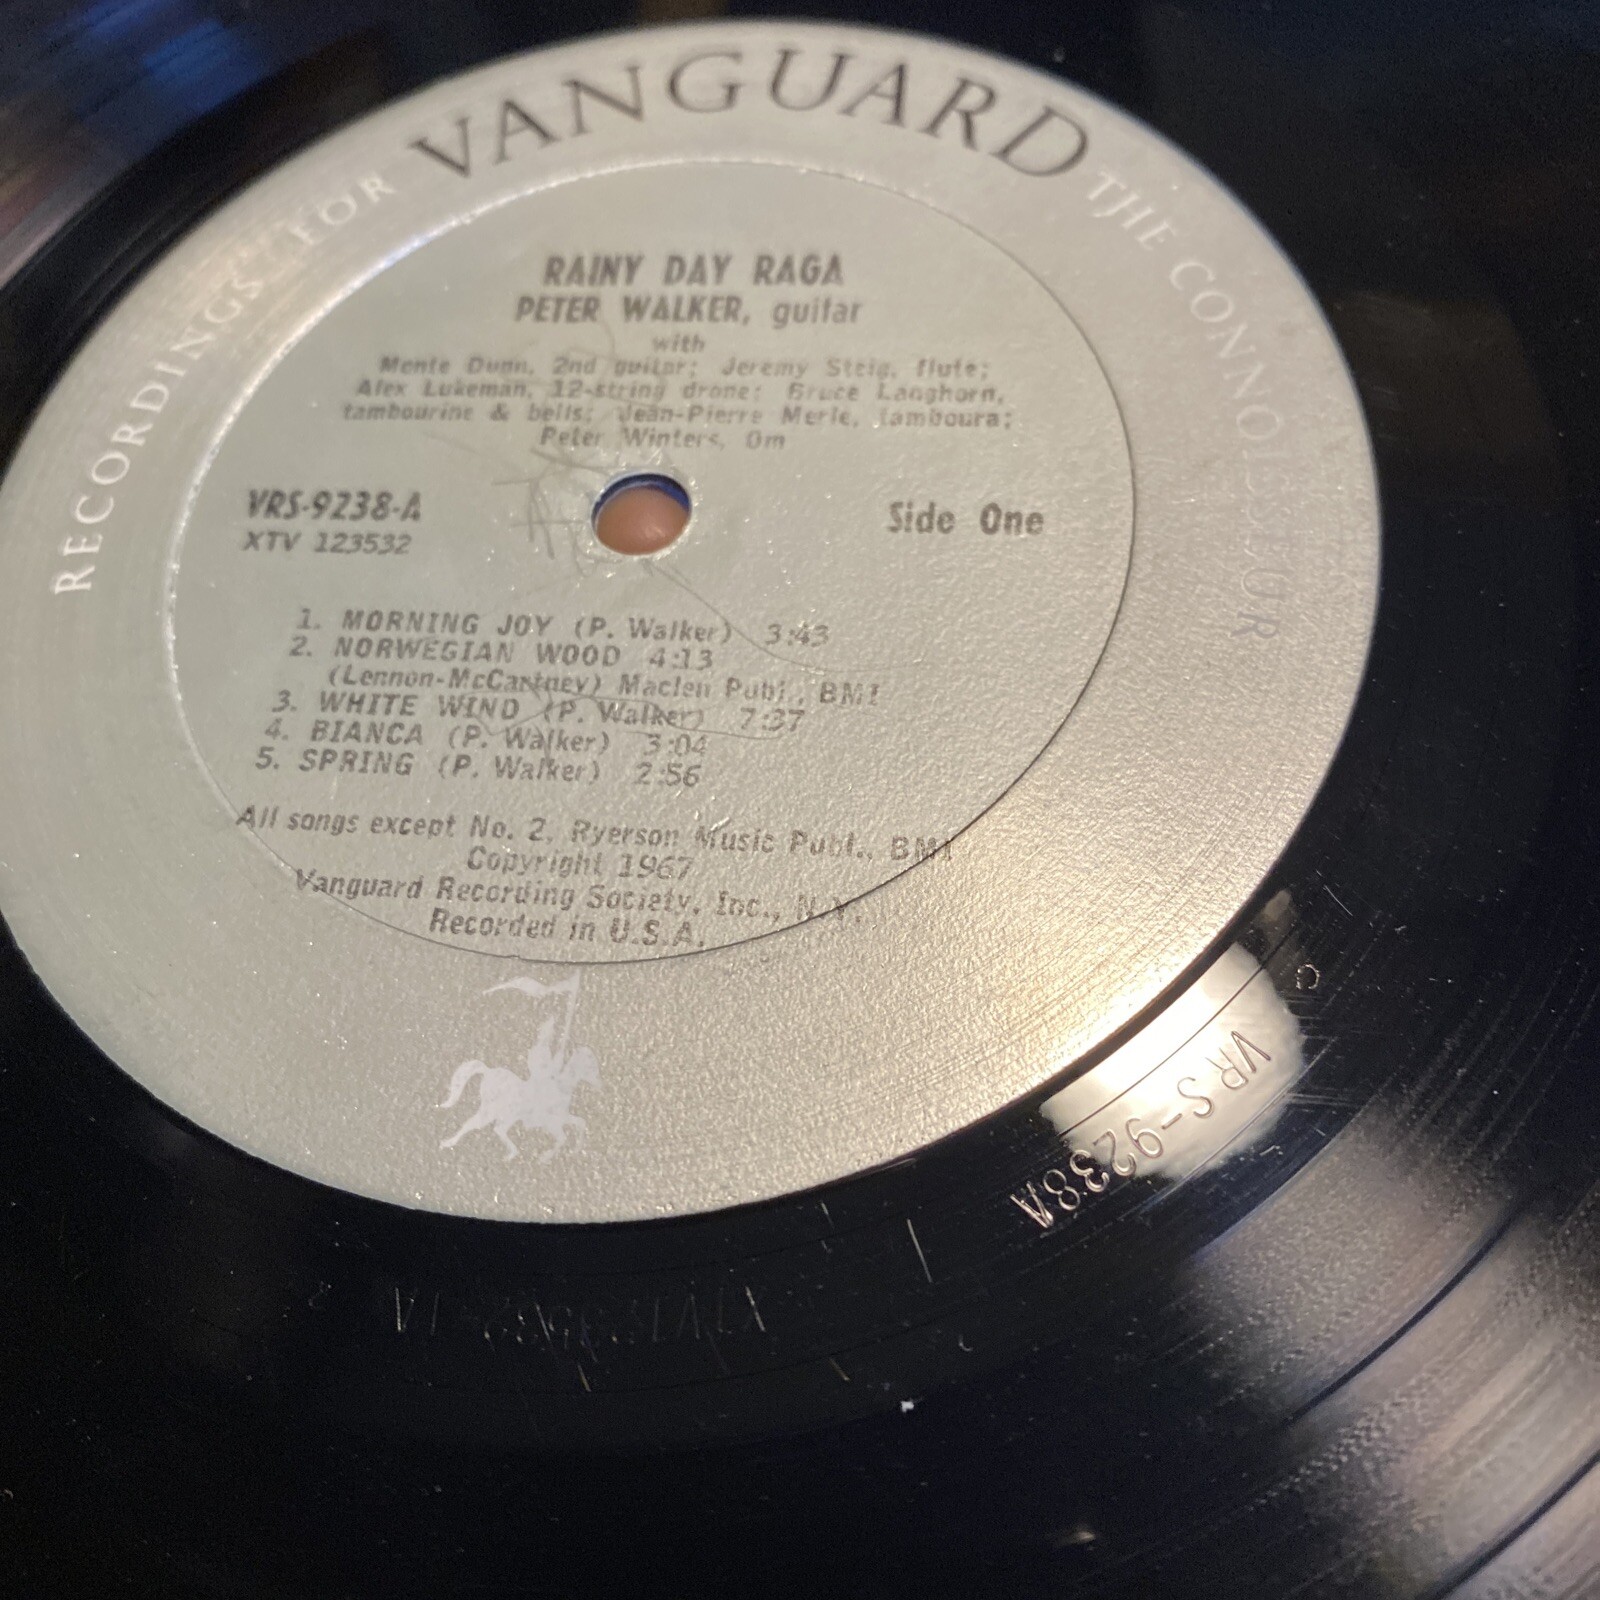 VANGUARD
RECORDINGS FOR THE CONNOISSEUR
RAINY DAY RAGA
PETER WALKER, guitar
with
Monte Dunn, 2nd guitar; Jeremy Steig, flute;
Alex Lukeman, 12-string drone; Bruce Langhorn,
tambourine & bells; Jean-Pierre Merle, tamboura;
Peter Winters, Om
VRS-9238-A
XTV 123532
Side One
1. MORNING JOY (P. Walker) 3:43
2. NORWEGIAN WOOD 4:13
(Lennon-McCartney) Maclen Publ., BMI
3. WHITE WIND (P. Walker) 7:37
4. BIANCA (P. Walker) 3:04
5. SPRING (P. Walker) 2:56
All songs except No. 2, Ryerson Music Publ., BMI
Copyright 1967
Vanguard Recording Society, Inc., N.Y.
Recorded in U.S.A.
VRS-9238A
XTV123532 1A